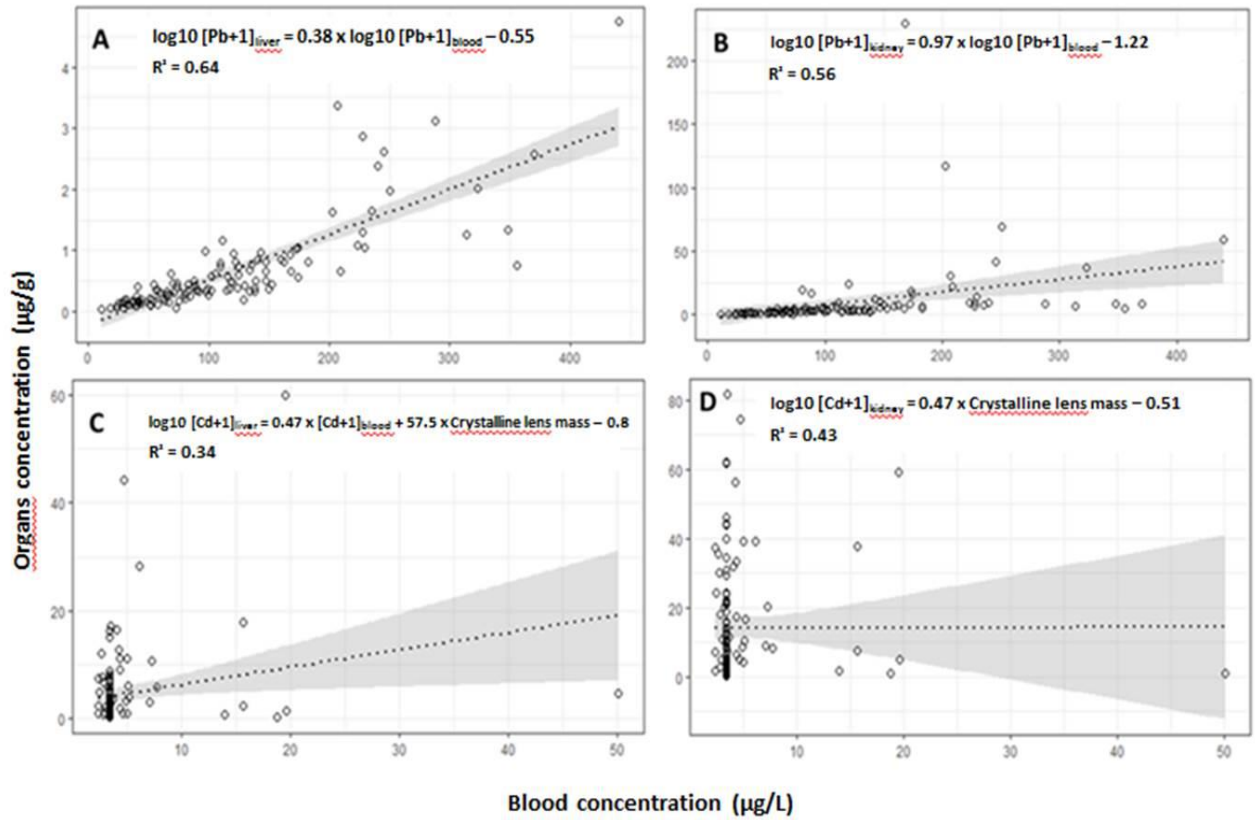 A
log10 [Pb+1]liver = 0.38 x log10 [Pb+1]blood – 0.55
R² = 0.64
4
3
2
1
0
0 100 200 300 400
B
log10 [Pb+1]kidney = 0.97 x log10 [Pb+1]blood – 1.22
R² = 0.56
200
150
100
50
0
0 100 200 300 400
Organs concentration (µg/g)
C
log10 [Cd+1]liver = 0.47 x [Cd+1]blood + 57.5 x Crystalline lens mass – 0.8
R² = 0.34
60
40
20
0
10 20 30 40 50
D
log10 [Cd+1]kidney = 0.47 x Crystalline lens mass – 0.51
R² = 0.43
80
60
40
20
0
10 20 30 40 50
Blood concentration (µg/L)